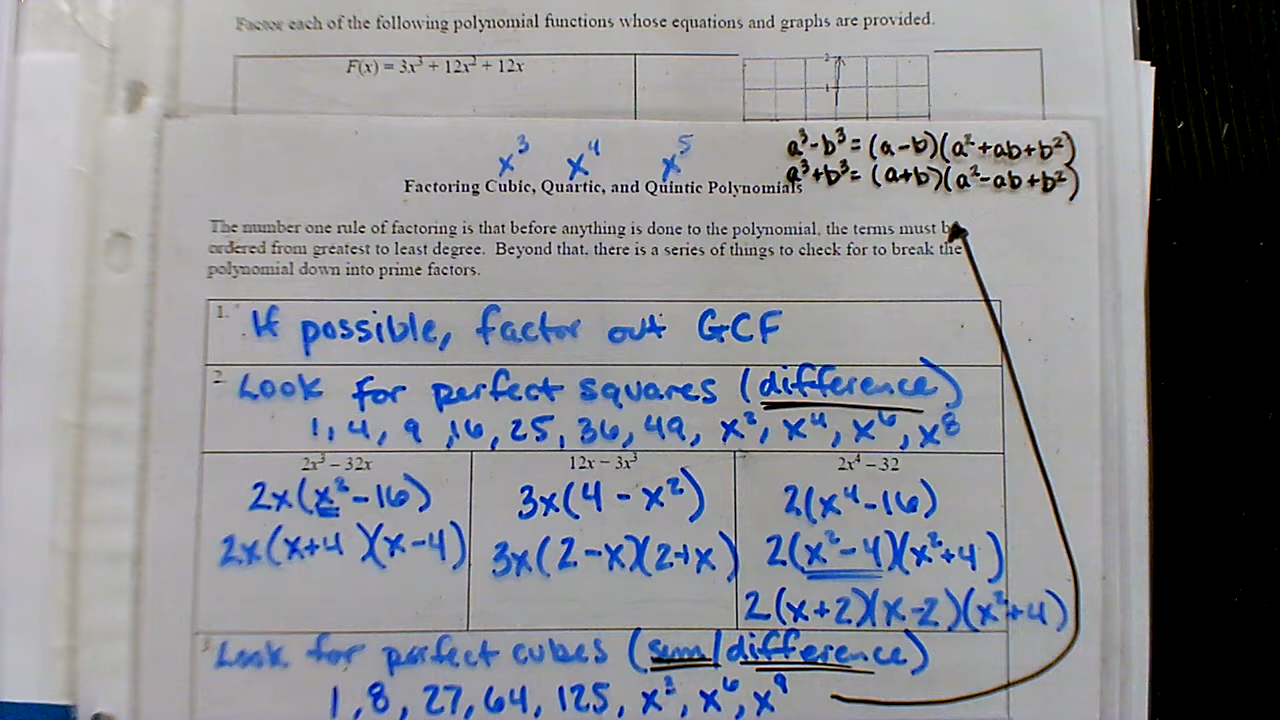 Factor each of the following polynomial functions whose equations and graphs are provided.
F(x) = 3x³ + 12x² + 12x
2
1
x³ x⁴ x⁵
a³-b³ = (a-b)(a²+ab+b²)
a³+b³= (a+b)(a²-ab+b²)
Factoring Cubic, Quartic, and Quintic Polynomials
The number one rule of factoring is that before anything is done to the polynomial, the terms must
ordered from greatest to least degree. Beyond that, there is a series of things to check for to break the
polynomial down into prime factors.
1. If possible, factor out GCF
2. Look for perfect squares (difference)
1, 4, 9, 16, 25, 36, 49, x², x⁴, x⁶, x⁸
2x³ – 32x
2x(x²-16)
2x(x+4)(x-4)
12x – 3x³
3x(4-x²)
3x(2-x)(2+x)
2x⁴ – 32
2(x⁴-16)
2(x²-4)(x²+4)
2(x+2)(x-2)(x²+4)
3. Look for perfect cubes (sum/difference)
1, 8, 27, 64, 125, x³, x⁶, x⁹